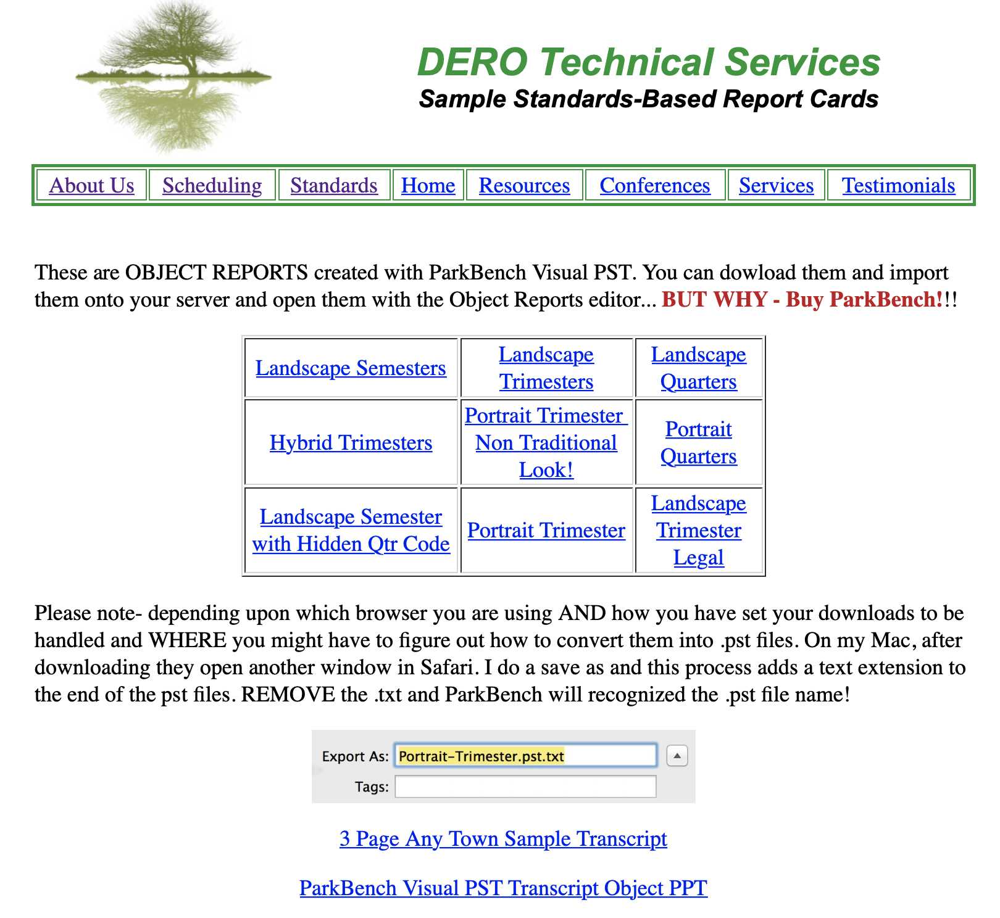 DERO Technical Services
Sample Standards-Based Report Cards
About Us Scheduling Standards Home Resources Conferences Services Testimonials
These are OBJECT REPORTS created with ParkBench Visual PST. You can dowload them and import
them onto your server and open them with the Object Reports editor... BUT WHY - Buy ParkBench!!!!
Landscape Semesters
Landscape
Trimesters
Landscape
Quarters
Hybrid Trimesters
Portrait Trimester
Non Traditional
Look!
Portrait
Quarters
Landscape Semester
with Hidden Qtr Code
Portrait Trimester
Landscape
Trimester
Legal
Please note- depending upon which browser you are using AND how you have set your downloads to be
handled and WHERE you might have to figure out how to convert them into .pst files. On my Mac, after
downloading they open another window in Safari. I do a save as and this process adds a text extension to
the end of the pst files. REMOVE the .txt and ParkBench will recognized the .pst file name!
Export As: Portrait-Trimester.pst.txt
Tags:
3 Page Any Town Sample Transcript
ParkBench Visual PST Transcript Object PPT